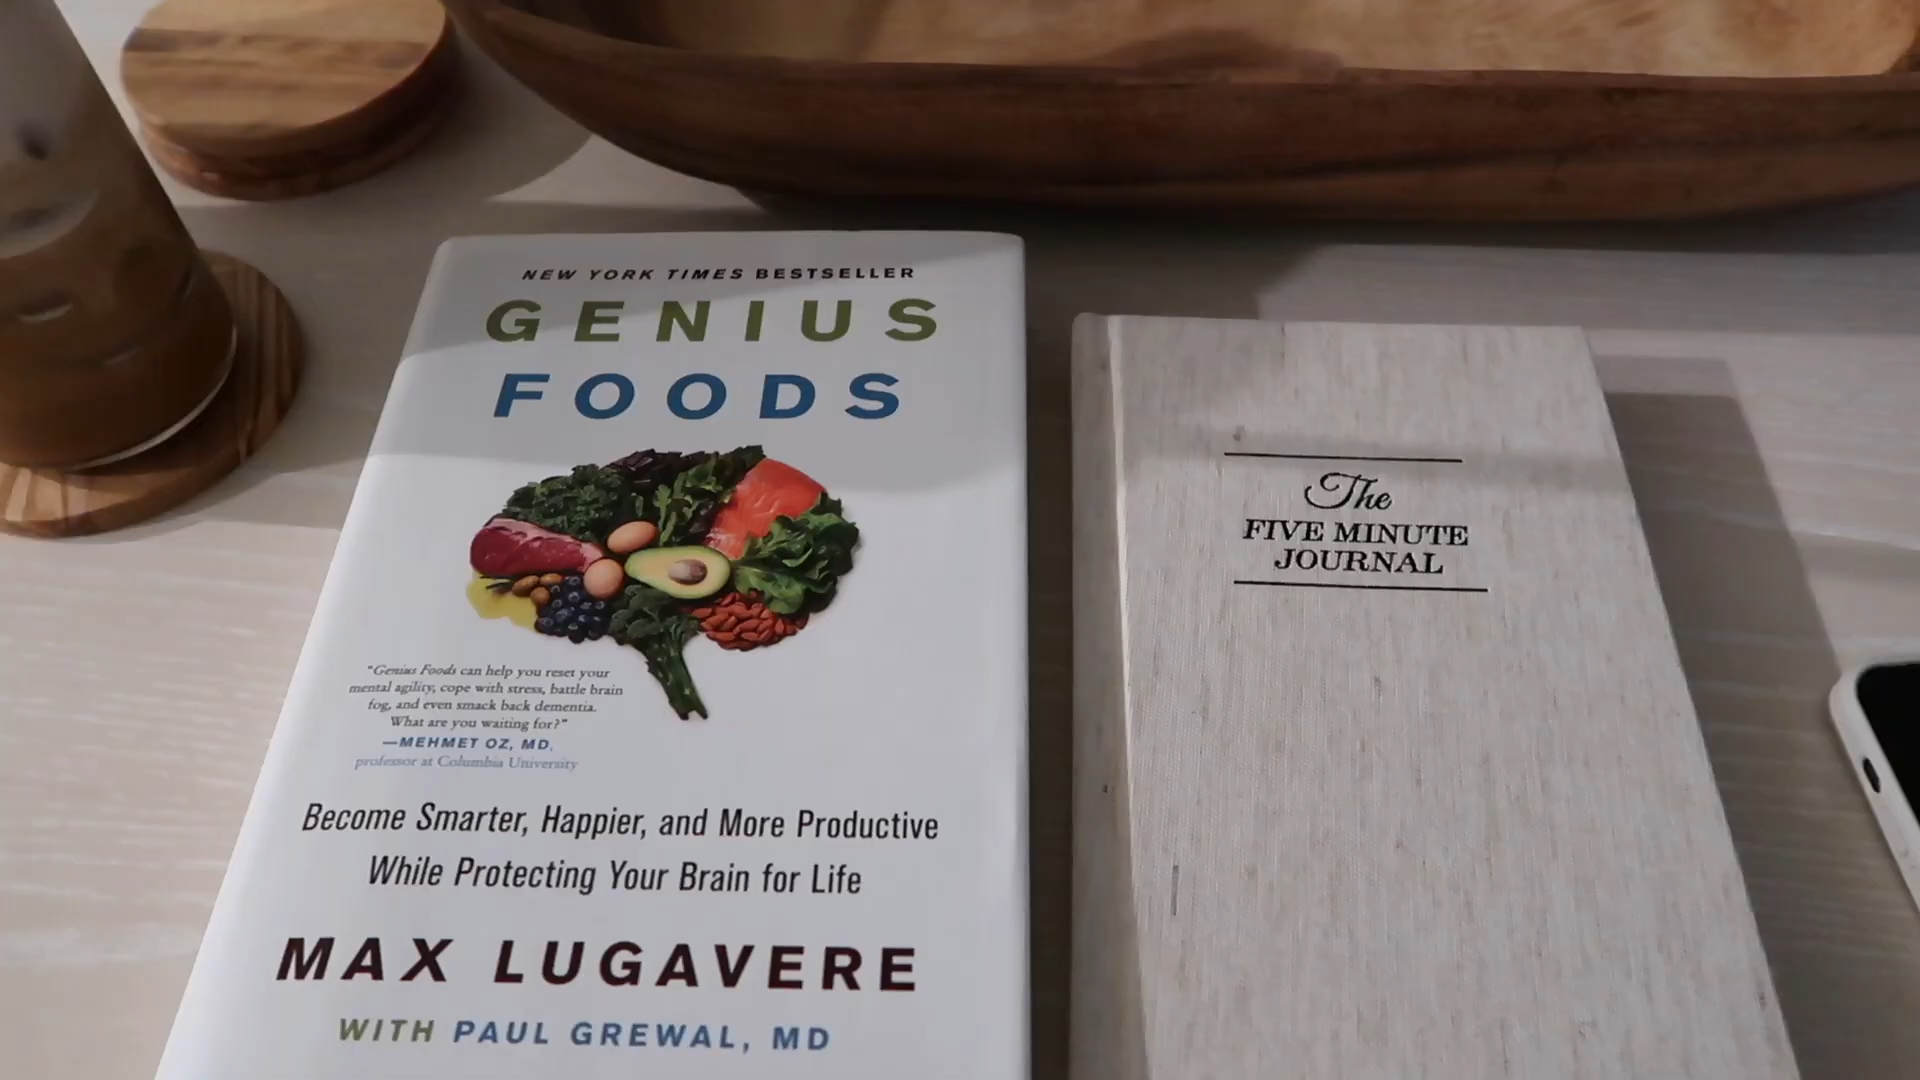 NEW YORK TIMES BESTSELLER
GENIUS
FOODS
"Genius Foods can help you reset your
mental agility, cope with stress, battle brain
fog, and even smack back dementia.
What are you waiting for?"
—MEHMET OZ, MD,
professor at Columbia University
Become Smarter, Happier, and More Productive
While Protecting Your Brain for Life
MAX LUGAVERE
WITH PAUL GREWAL, MD
The
FIVE MINUTE
JOURNAL